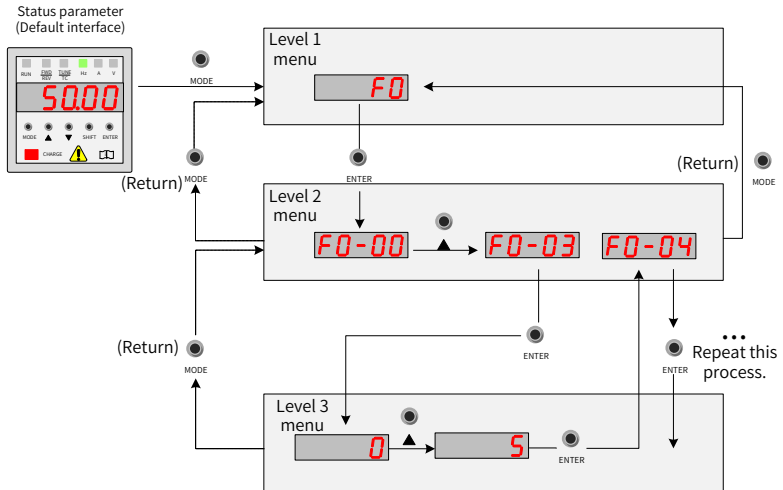 Status parameter
(Default interface)
RUN FWD REV TUNE TC Hz A V
50.00
MODE SHIFT ENTER
CHARGE
MODE
Level 1
menu
F0
ENTER
(Return)
MODE
(Return)
MODE
Level 2
menu
F0-00
F0-03
F0-04
(Return)
MODE
ENTER
ENTER
...
Repeat this
process.
Level 3
menu
0
5
ENTER